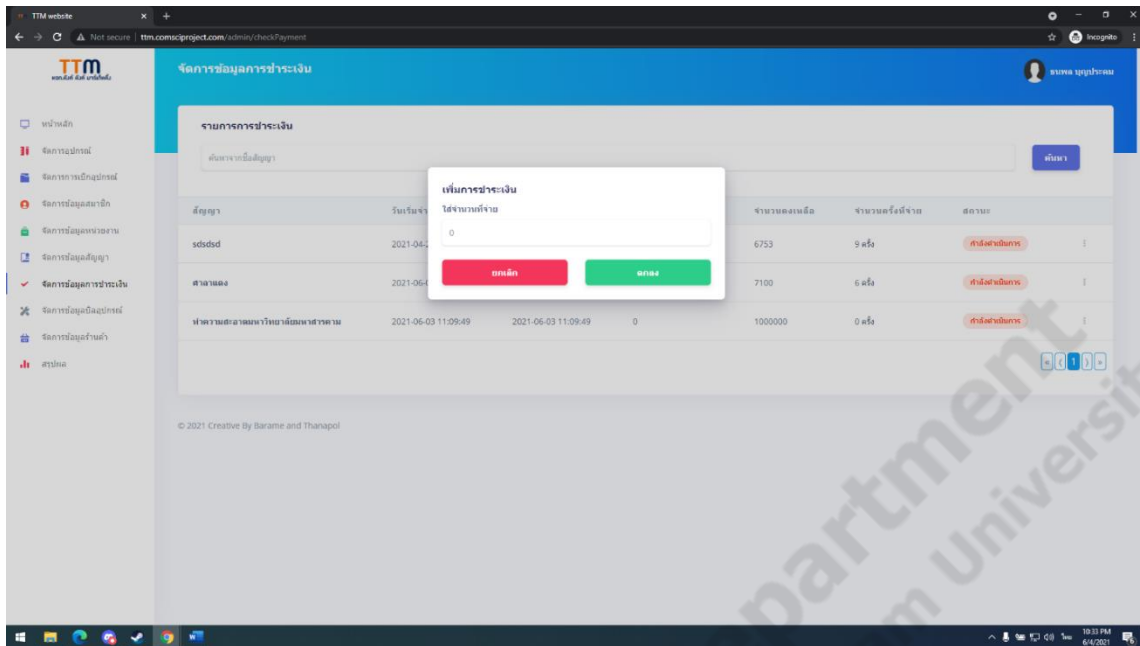 TTM website
Not secure | ttm.comsciproject.com/admin/checkPayment
Incognito
TTM
จัดการข้อมูลการชำระเงิน
ธนพล บุญประคม
หน้าหลัก
จัดการอุปกรณ์
จัดการการเบิกอุปกรณ์
จัดการข้อมูลสมาชิก
จัดการข้อมูลหน่วยงาน
จัดการข้อมูลสัญญา
จัดการข้อมูลการชำระเงิน
จัดการข้อมูลบิลอุปกรณ์
จัดการข้อมูลร้านค้า
สรุปผล
รายการการชำระเงิน
ค้นหาจากชื่อสัญญา
ค้นหา
เพิ่มการชำระเงิน
ใส่จำนวนที่จ่าย
0
ยกเลิก ตกลง
สัญญา วันเริ่มจ่า จำนวนคงเหลือ จำนวนครั้งที่จ่าย สถานะ
sdsdsd 2021-04-2 6753 9 ครั้ง กำลังดำเนินการ
ศาลาแดง 2021-06-0 7100 6 ครั้ง กำลังดำเนินการ
ทำความสะอาดมหาวิทยาลัยมหาสารคาม 2021-06-03 11:09:49 2021-06-03 11:09:49 0 1000000 0 ครั้ง กำลังดำเนินการ
« ⟨ 1 ⟩ »
© 2021 Creative By Barame and Thanapol
partment
m Universit
ไทย
10:33 PM
6/4/2021